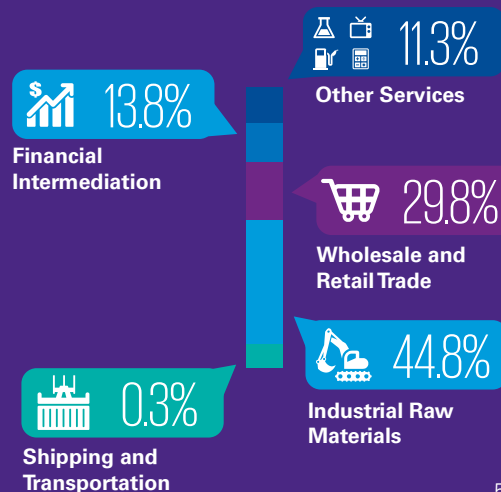 11.3%
Other Services
$
13.8%
Financial
Intermediation
29.8%
Wholesale and
Retail Trade
44.8%
Industrial Raw
Materials
0.3%
Shipping and
Transportation